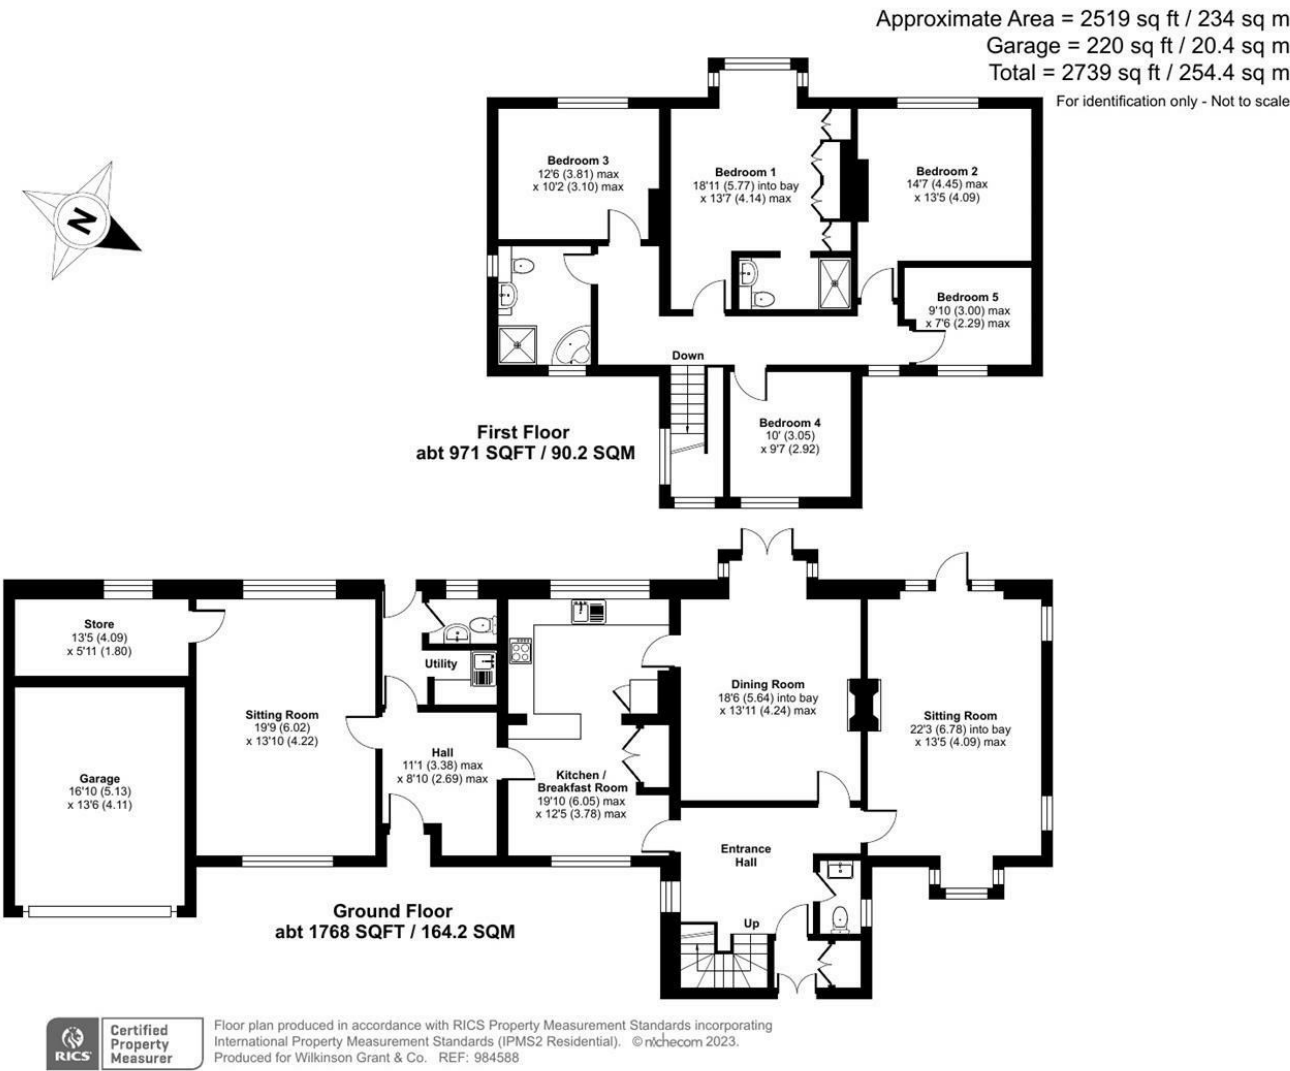 Approximate Area = 2519 sq ft / 234 sq m
Garage = 220 sq ft / 20.4 sq m
Total = 2739 sq ft / 254.4 sq m
For identification only - Not to scale
N
Bedroom 3
12'6 (3.81) max
x 10'2 (3.10) max
Bedroom 1
18'11 (5.77) into bay
x 13'7 (4.14) max
Bedroom 2
14'7 (4.45) max
x 13'5 (4.09)
Bedroom 5
9'10 (3.00) max
x 7'6 (2.29) max
Down
Bedroom 4
10' (3.05)
x 9'7 (2.92)
First Floor
abt 971 SQFT / 90.2 SQM
Store
13'5 (4.09)
x 5'11 (1.80)
Utility
Sitting Room
19'9 (6.02)
x 13'10 (4.22)
Dining Room
18'6 (5.64) into bay
x 13'11 (4.24) max
Sitting Room
22'3 (6.78) into bay
x 13'5 (4.09) max
Garage
16'10 (5.13)
x 13'6 (4.11)
Hall
11'1 (3.38) max
x 8'10 (2.69) max
Kitchen /
Breakfast Room
19'10 (6.05) max
x 12'5 (3.78) max
Entrance
Hall
Up
Ground Floor
abt 1768 SQFT / 164.2 SQM
RICS
Certified
Property
Measurer
Floor plan produced in accordance with RICS Property Measurement Standards incorporating
International Property Measurement Standards (IPMS2 Residential). © nichecom 2023.
Produced for Wilkinson Grant & Co. REF: 984588